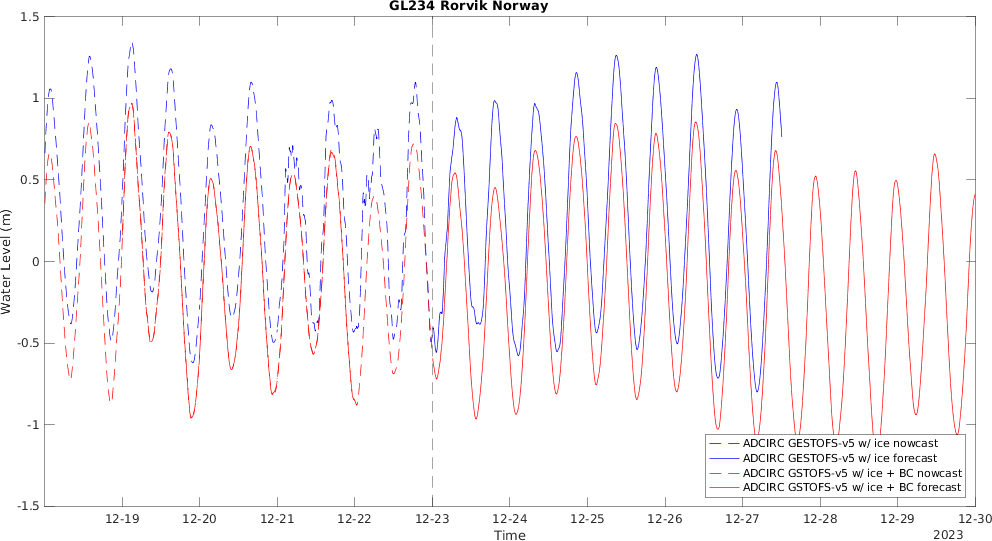 GL234 Rorvik Norway
1.5
1
0.5
0
-0.5
-1
-1.5
Water Level (m)
ADCIRC GESTOFS-v5 w/ ice nowcast
ADCIRC GESTOFS-v5 w/ ice forecast
ADCIRC GSTOFS-v5 w/ ice + BC nowcast
ADCIRC GSTOFS-v5 w/ ice + BC forecast
12-19 12-20 12-21 12-22 12-23 12-24 12-25 12-26 12-27 12-28 12-29 12-30
Time
2023